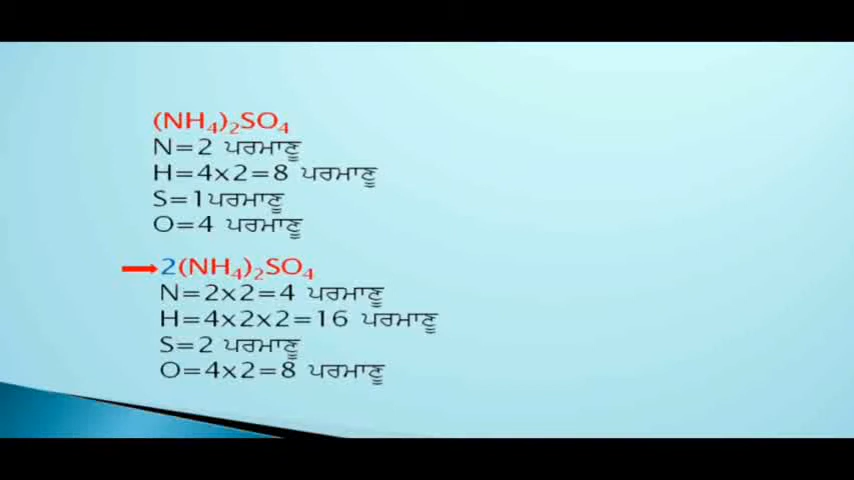 (NH₄)₂SO₄
N=2 ਪਰਮਾਣੂ
H=4x2=8 ਪਰਮਾਣੂ
S=1ਪਰਮਾਣੂ
O=4 ਪਰਮਾਣੂ
2(NH₄)₂SO₄
N=2x2=4 ਪਰਮਾਣੂ
H=4x2x2=16 ਪਰਮਾਣੂ
S=2 ਪਰਮਾਣੂ
O=4x2=8 ਪਰਮਾਣੂ